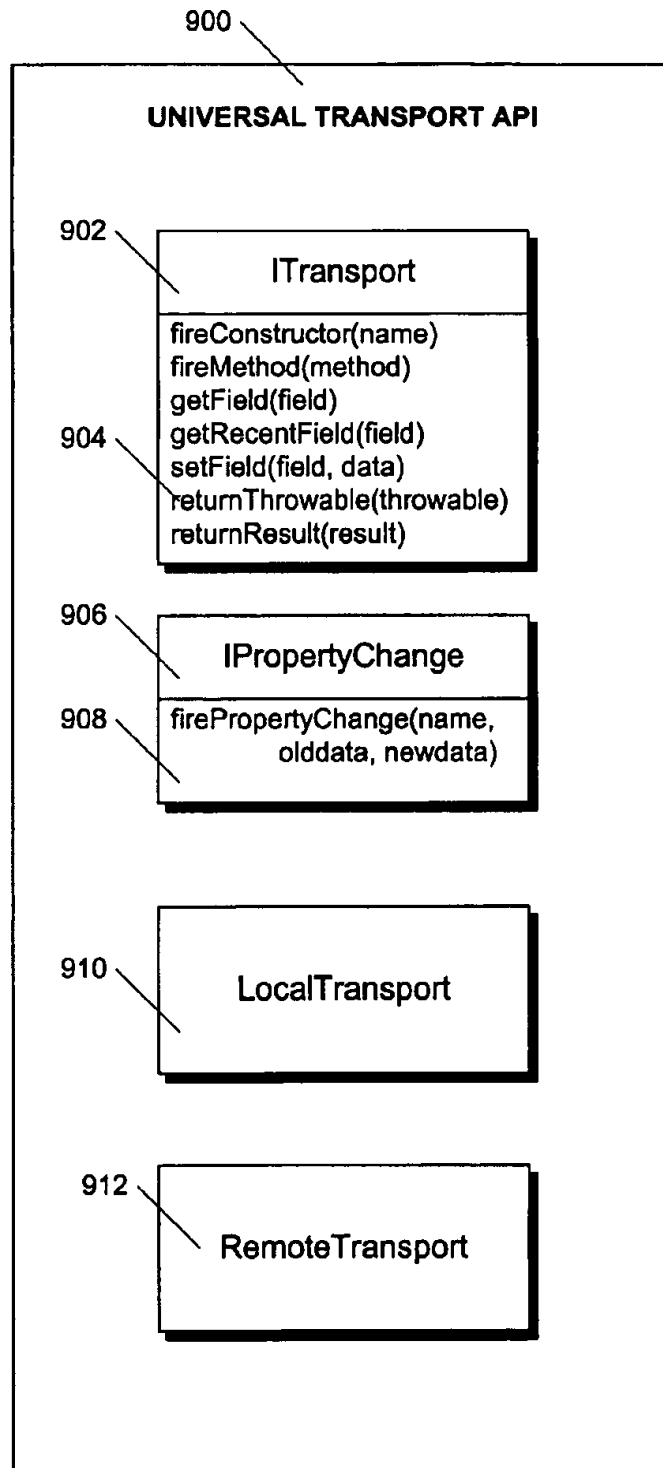 900
UNIVERSAL TRANSPORT API
902
ITransport
fireConstructor(name)
fireMethod(method)
getField(field)
getRecentField(field)
904
setField(field, data)
returnThrowable(throwable)
returnResult(result)
906
IPropertyChange
908
firePropertyChange(name,
olddata, newdata)
910
LocalTransport
912
RemoteTransport